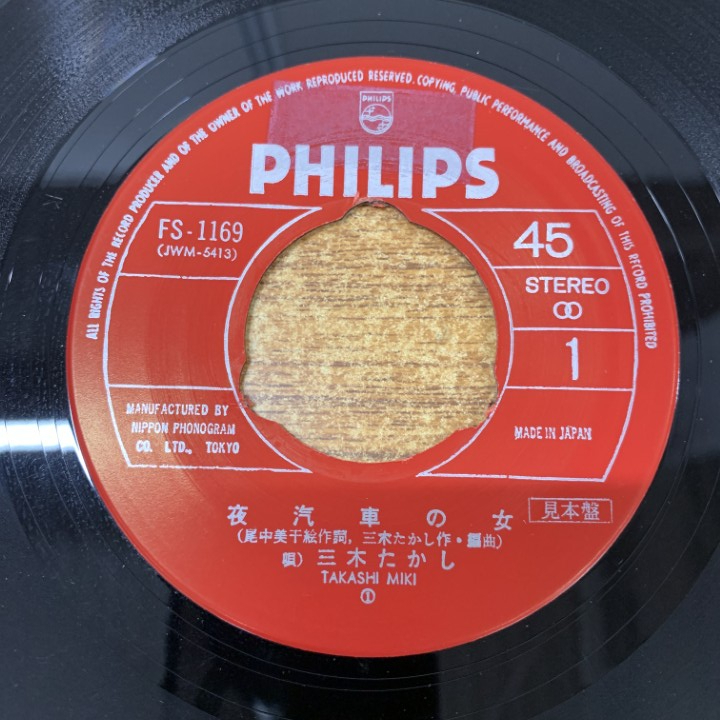 ALL RIGHTS OF THE RECORD PRODUCER AND OF THE OWNER OF THE WORK REPRODUCED RESERVED. COPYING, PUBLIC PERFORMANCE AND BROADCASTING OF THIS RECORD PROHIBITED
PHILIPS
PHILIPS
FS-1169
(JWM-5413)
45
STEREO
1
MANUFACTURED BY
NIPPON PHONOGRAM
CO. LTD., TOKYO
MADE IN JAPAN
夜汽車の女
見本盤
(尾中美千絵作詞, 三木たかし作・編曲)
唄) 三木たかし
TAKASHI MIKI
①